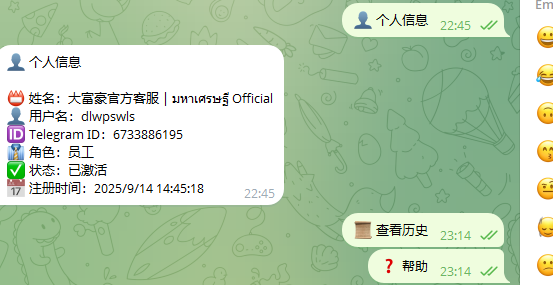 👤 个人信息 22:45
👤 个人信息
📛 姓名：大富豪官方客服 | มหาเศรษฐี Official
👤 用户名：dlwpswls
🆔 Telegram ID：6733886195
👔 角色：员工
✅ 状态：已激活
📅 注册时间：2025/9/14 14:45:18
22:45
📜 查看历史 23:14
❓ 帮助 23:14